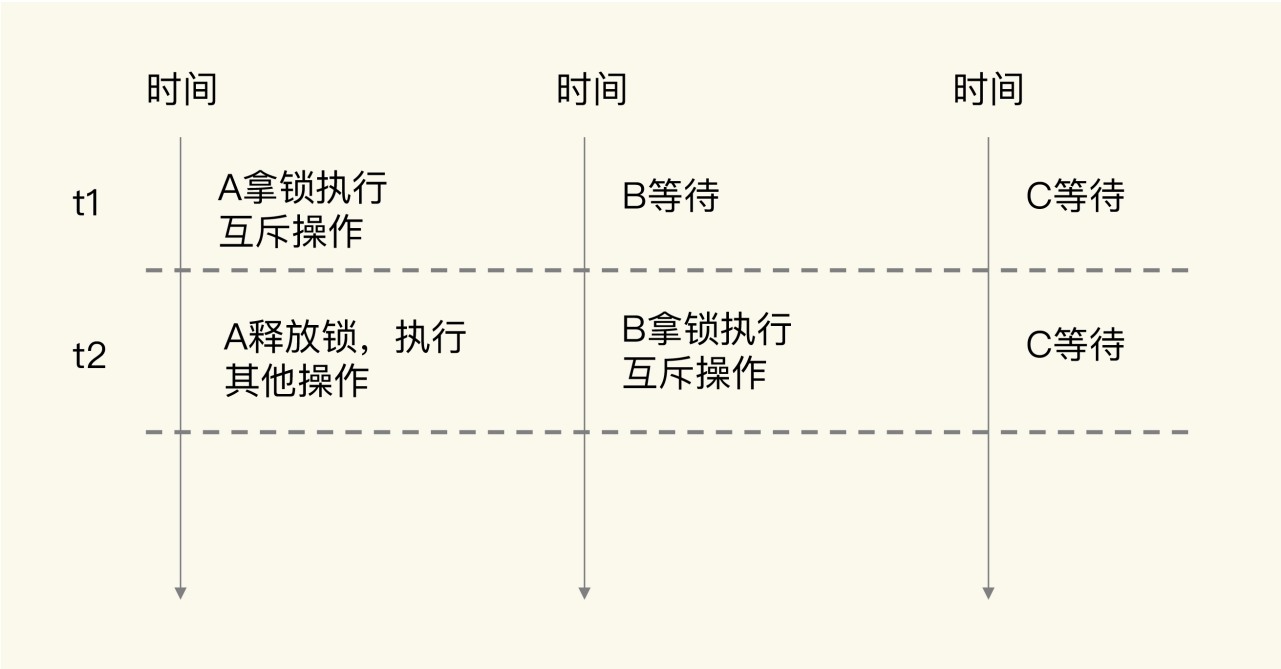 时间
时间
时间
t1
A拿锁执行
互斥操作
B等待
C等待
t2
A释放锁，执行
其他操作
B拿锁执行
互斥操作
C等待